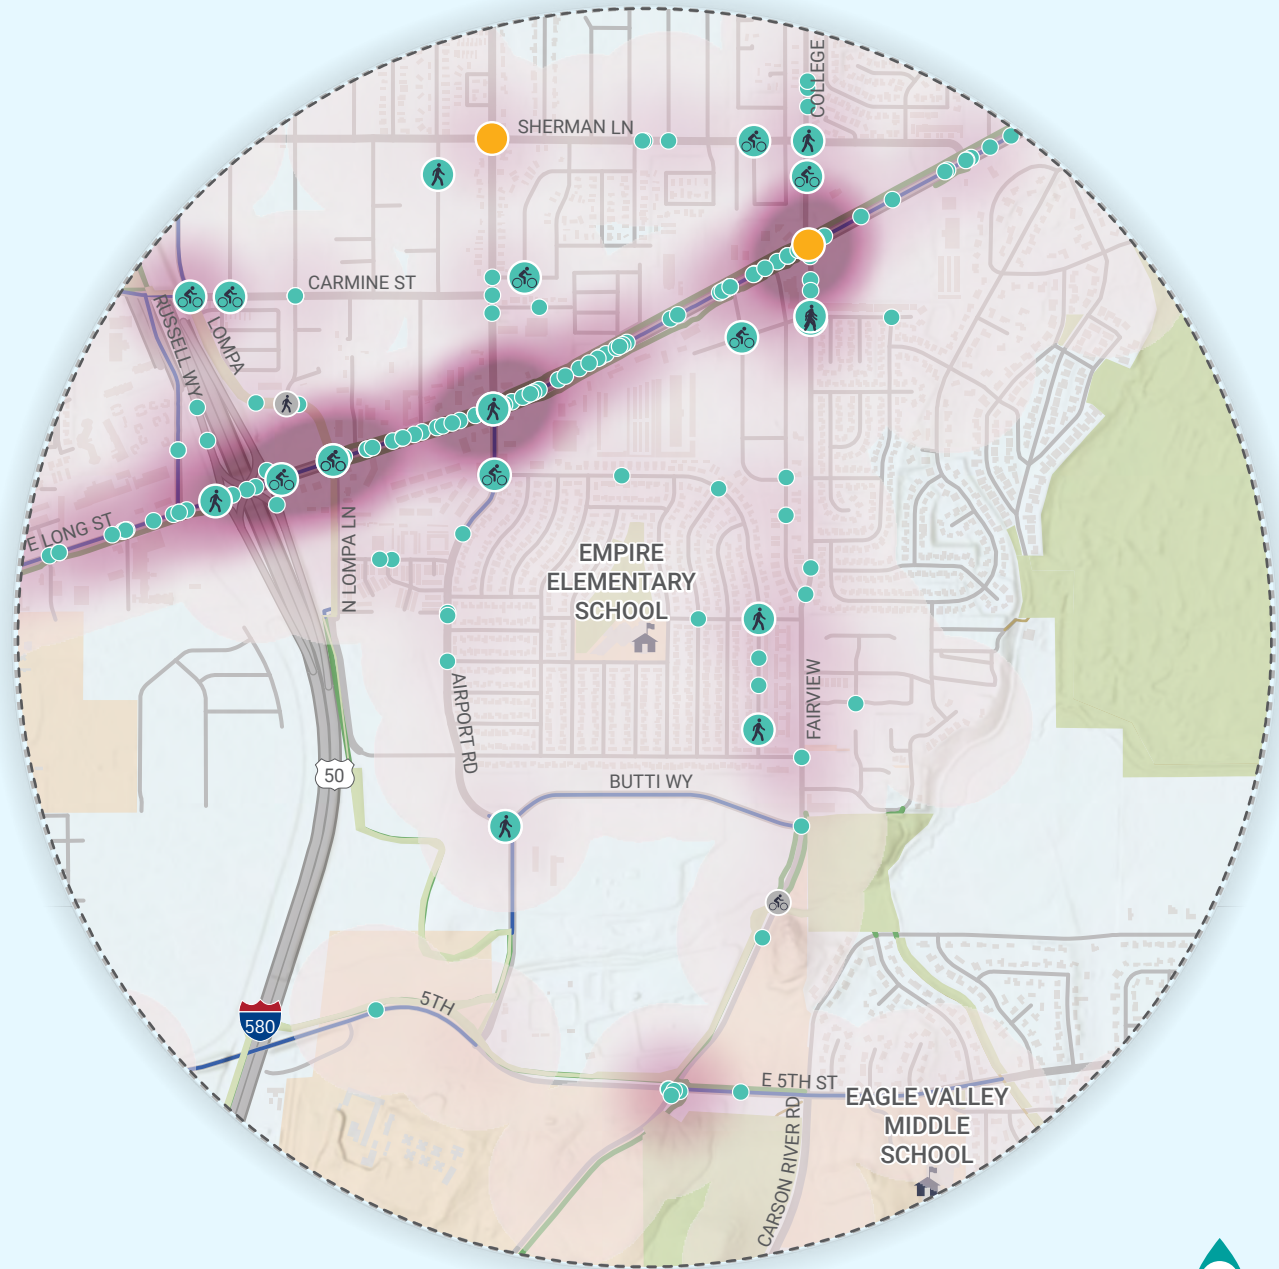 COLLEGE
SHERMAN LN
CARMINE ST
RUSSELL WY
LOMPA
E LONG ST
N LOMPA LN
EMPIRE
ELEMENTARY
SCHOOL
AIRPORT RD
FAIRVIEW
50
BUTTI WY
5TH
580
E 5TH ST
EAGLE VALLEY
MIDDLE
SCHOOL
CARSON RIVER RD